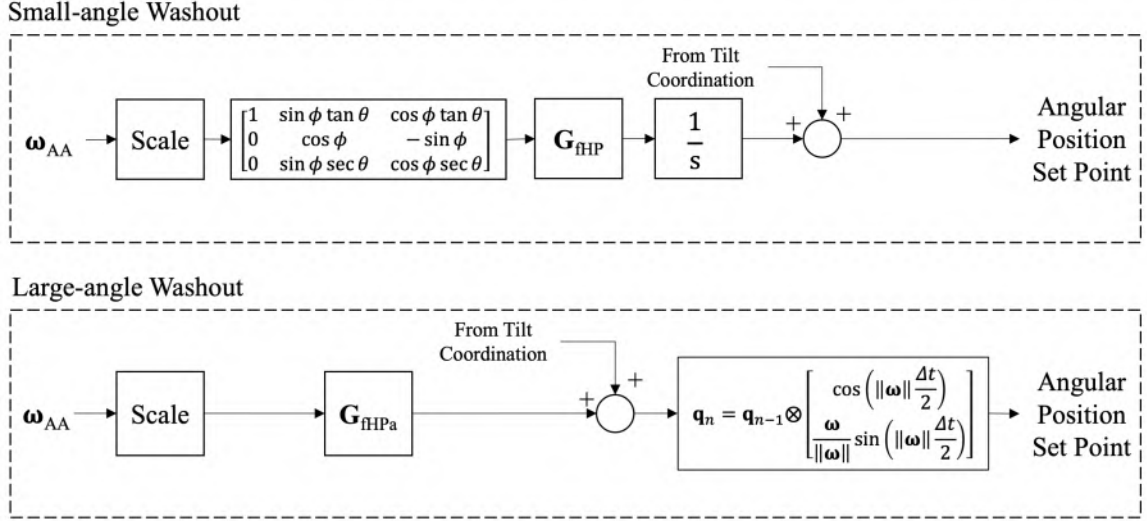 Small-angle Washout
From Tilt
Coordination
ω_AA
Scale
[1 sin ϕ tan θ cos ϕ tan θ]
[0 cos ϕ − sin ϕ]
[0 sin ϕ sec θ cos ϕ sec θ]
G_fHP
1
s
+ +
Angular
Position
Set Point
Large-angle Washout
From Tilt
Coordination
ω_AA
Scale
G_fHPa
+ +
q_n = q_{n−1}⊗[cos (‖ω‖ Δt/2)]
[ω/‖ω‖ sin (‖ω‖ Δt/2)]
Angular
Position
Set Point